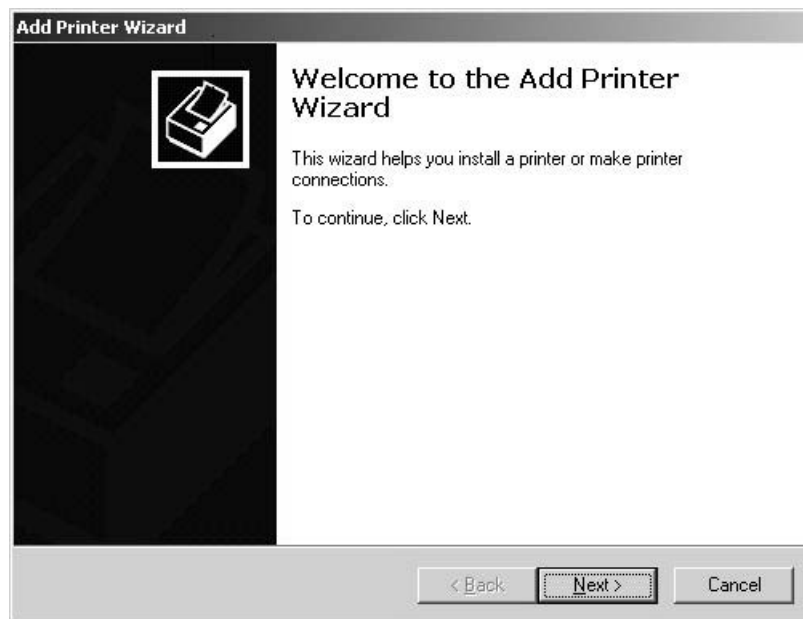 Add Printer Wizard
Welcome to the Add Printer
Wizard
This wizard helps you install a printer or make printer
connections.
To continue, click Next.
< Back
Next >
Cancel